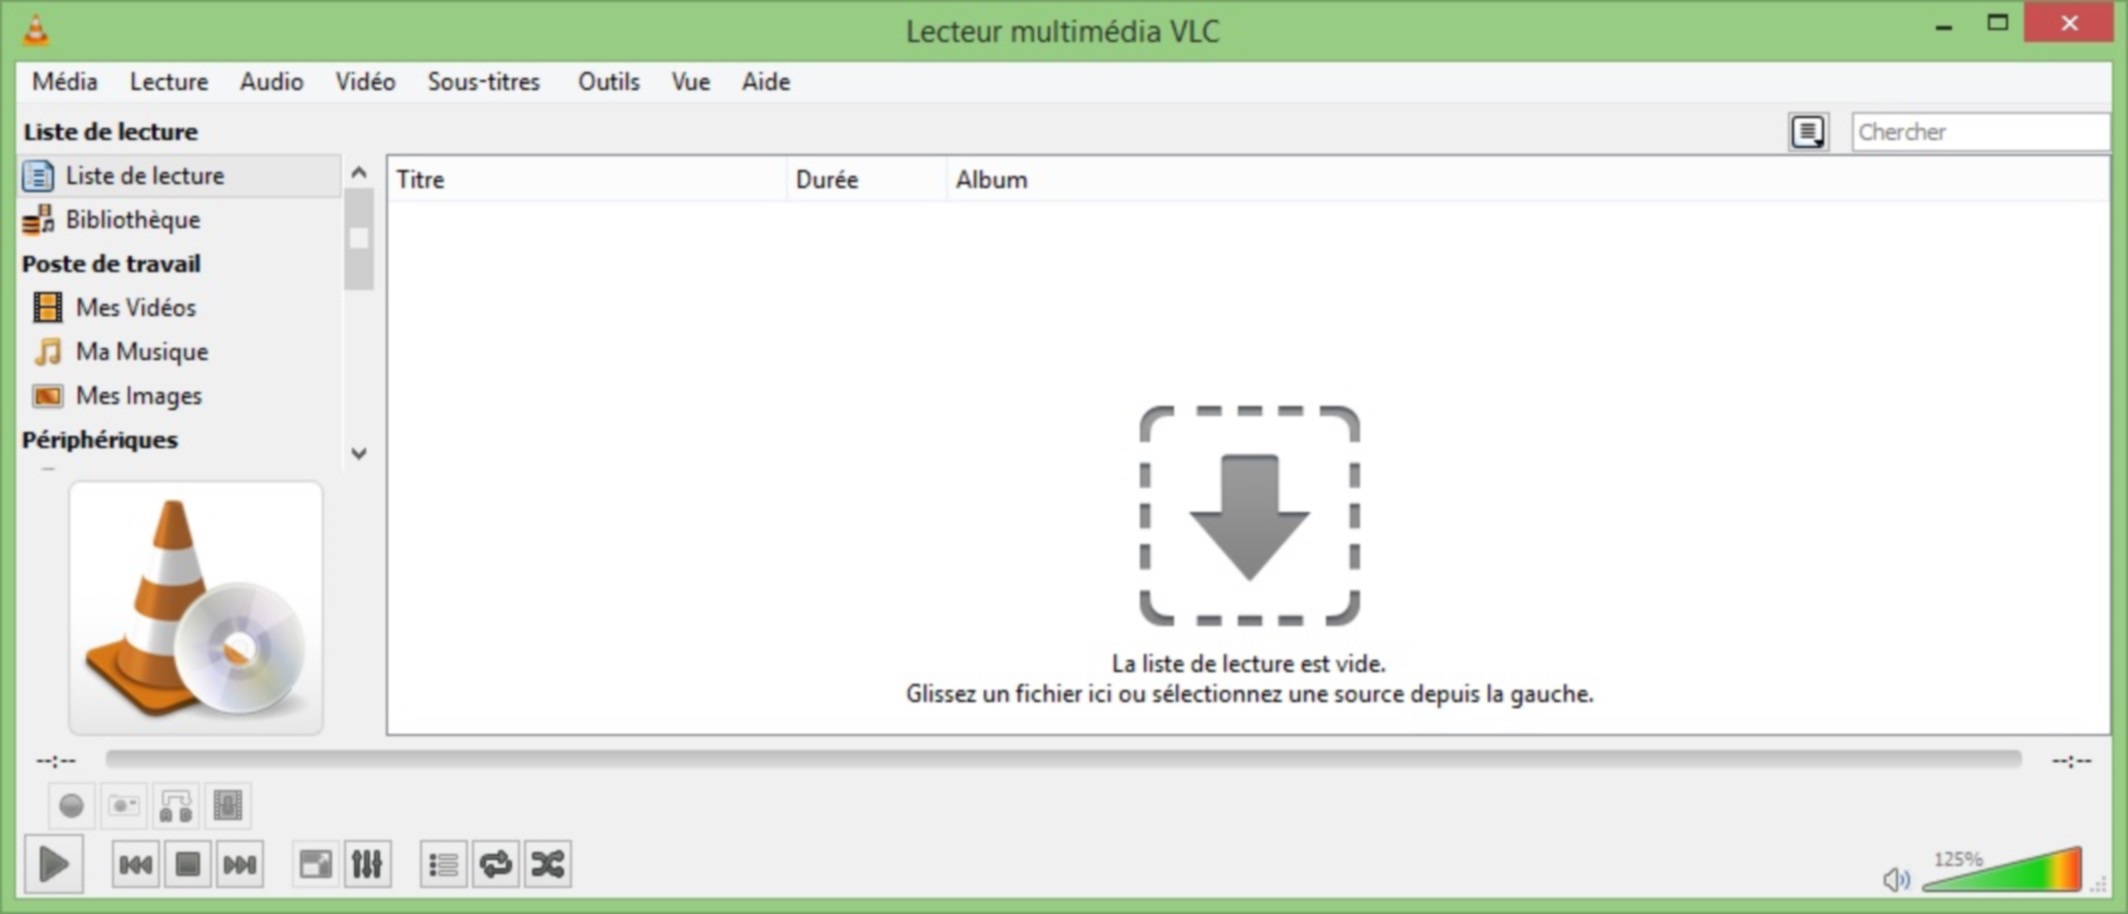 Lecteur multimédia VLC
Média Lecture Audio Vidéo Sous-titres Outils Vue Aide
Liste de lecture
Chercher
Liste de lecture
Bibliothèque
Poste de travail
Mes Vidéos
Ma Musique
Mes Images
Périphériques
Titre Durée Album
La liste de lecture est vide.
Glissez un fichier ici ou sélectionnez une source depuis la gauche.
--:-- --:--
A B
125%